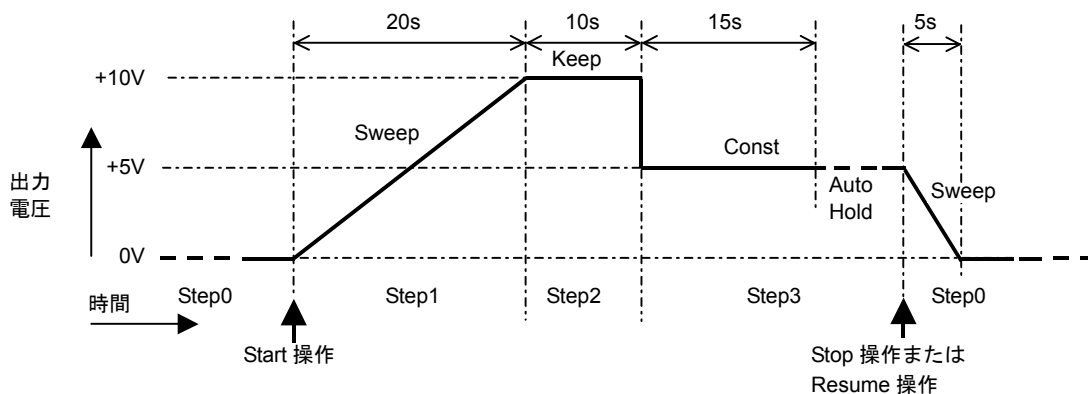 20s
10s
15s
5s
Keep
+10V
Sweep
Const
+5V
出力
電圧
Auto
Hold
Sweep
0V
時間
Step0
Step1
Step2
Step3
Step0
Start 操作
Stop 操作または
Resume 操作